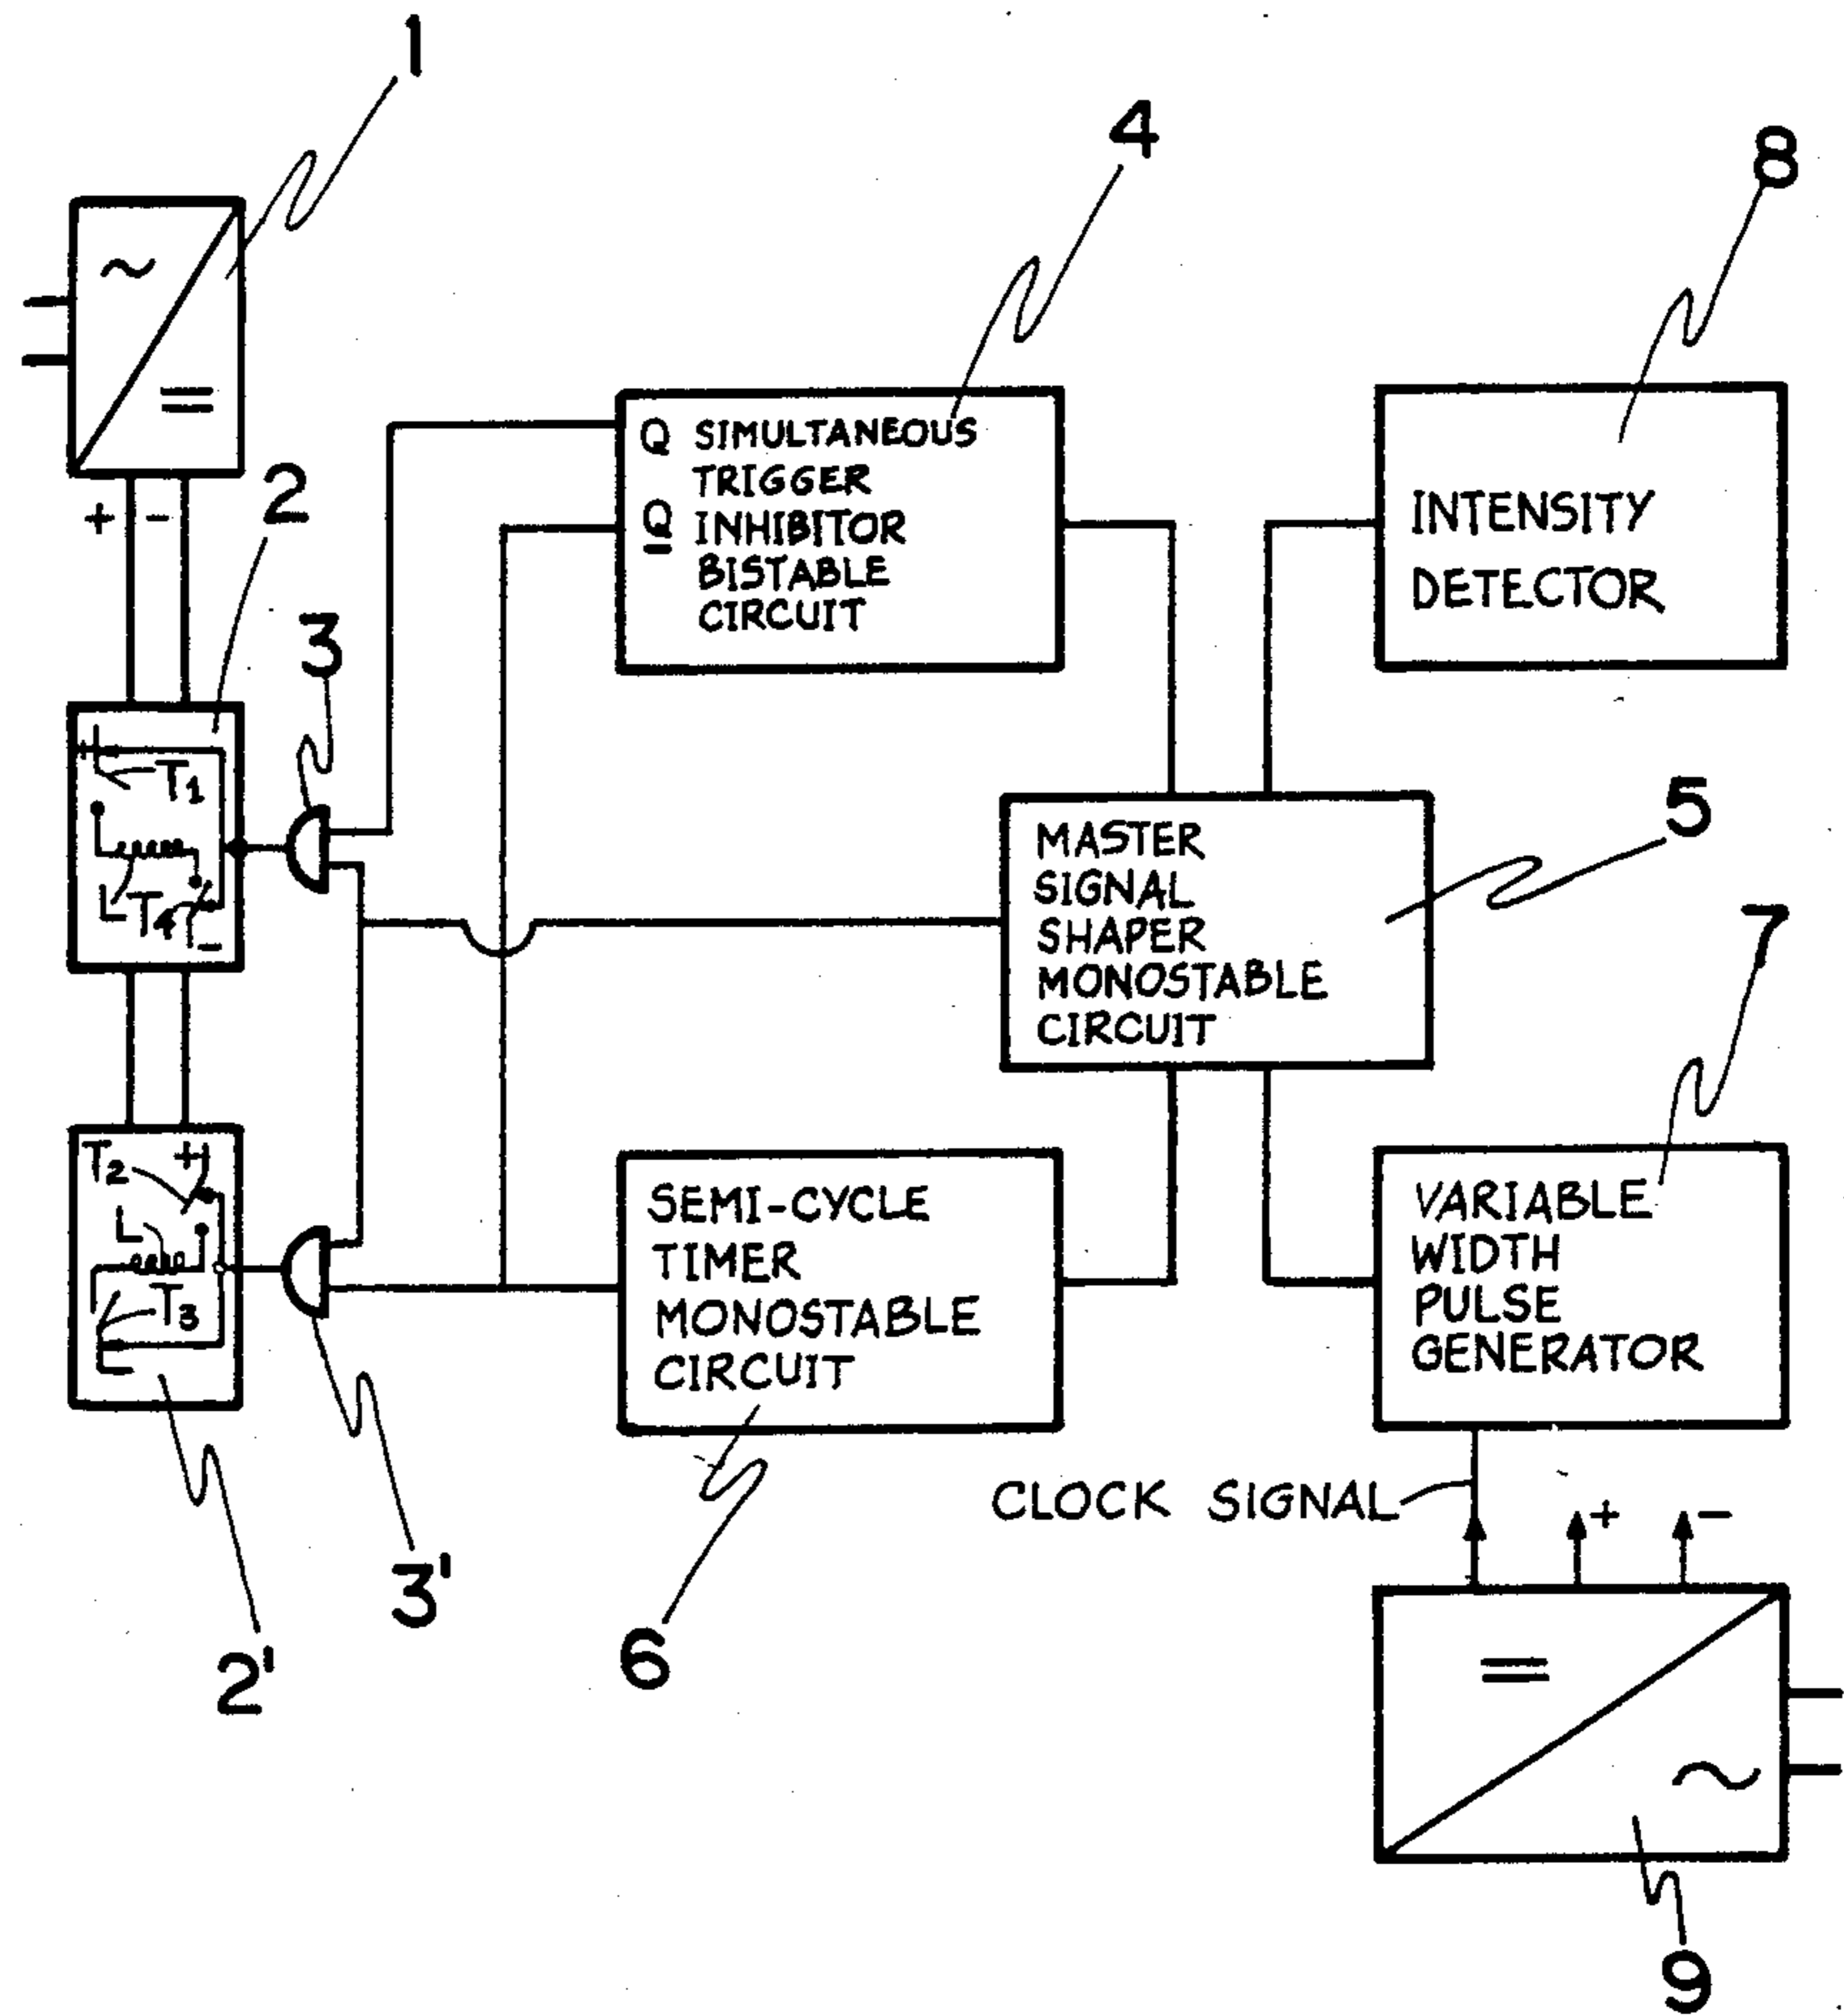 1
4
8
~
=
+ -
2
3
Q SIMULTANEOUS
TRIGGER
Q INHIBITOR
BISTABLE
CIRCUIT
INTENSITY
DETECTOR
+
T1
L
T4
-
MASTER
SIGNAL
SHAPER
MONOSTABLE
CIRCUIT
5
7
T2
+
L
T3
-
SEMI-CYCLE
TIMER
MONOSTABLE
CIRCUIT
VARIABLE
WIDTH
PULSE
GENERATOR
CLOCK SIGNAL
+ -
3'
2'
6
=
~
9